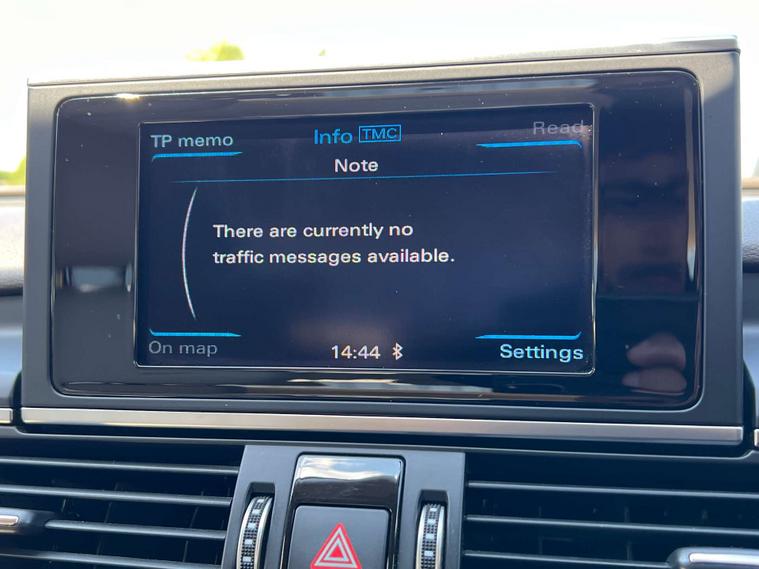 TP memo
Info TMC
Read
Note
There are currently no
traffic messages available.
On map
14:44
Settings